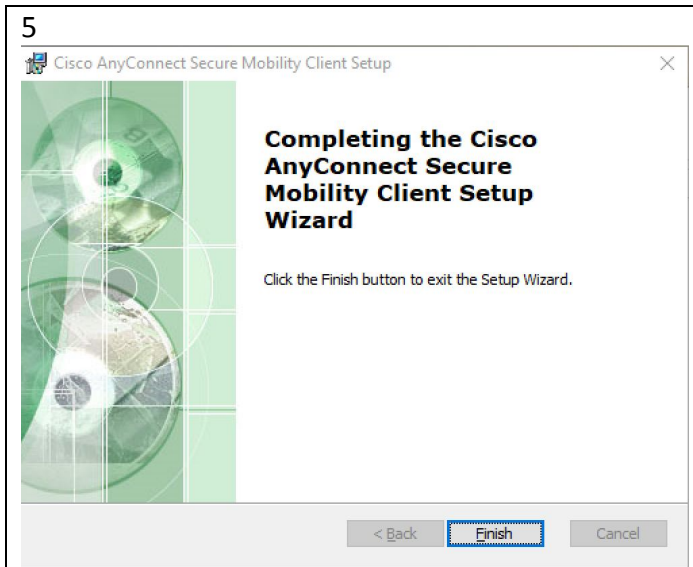 5
Cisco AnyConnect Secure Mobility Client Setup
Completing the Cisco
AnyConnect Secure
Mobility Client Setup
Wizard
Click the Finish button to exit the Setup Wizard.
< Back Finish Cancel